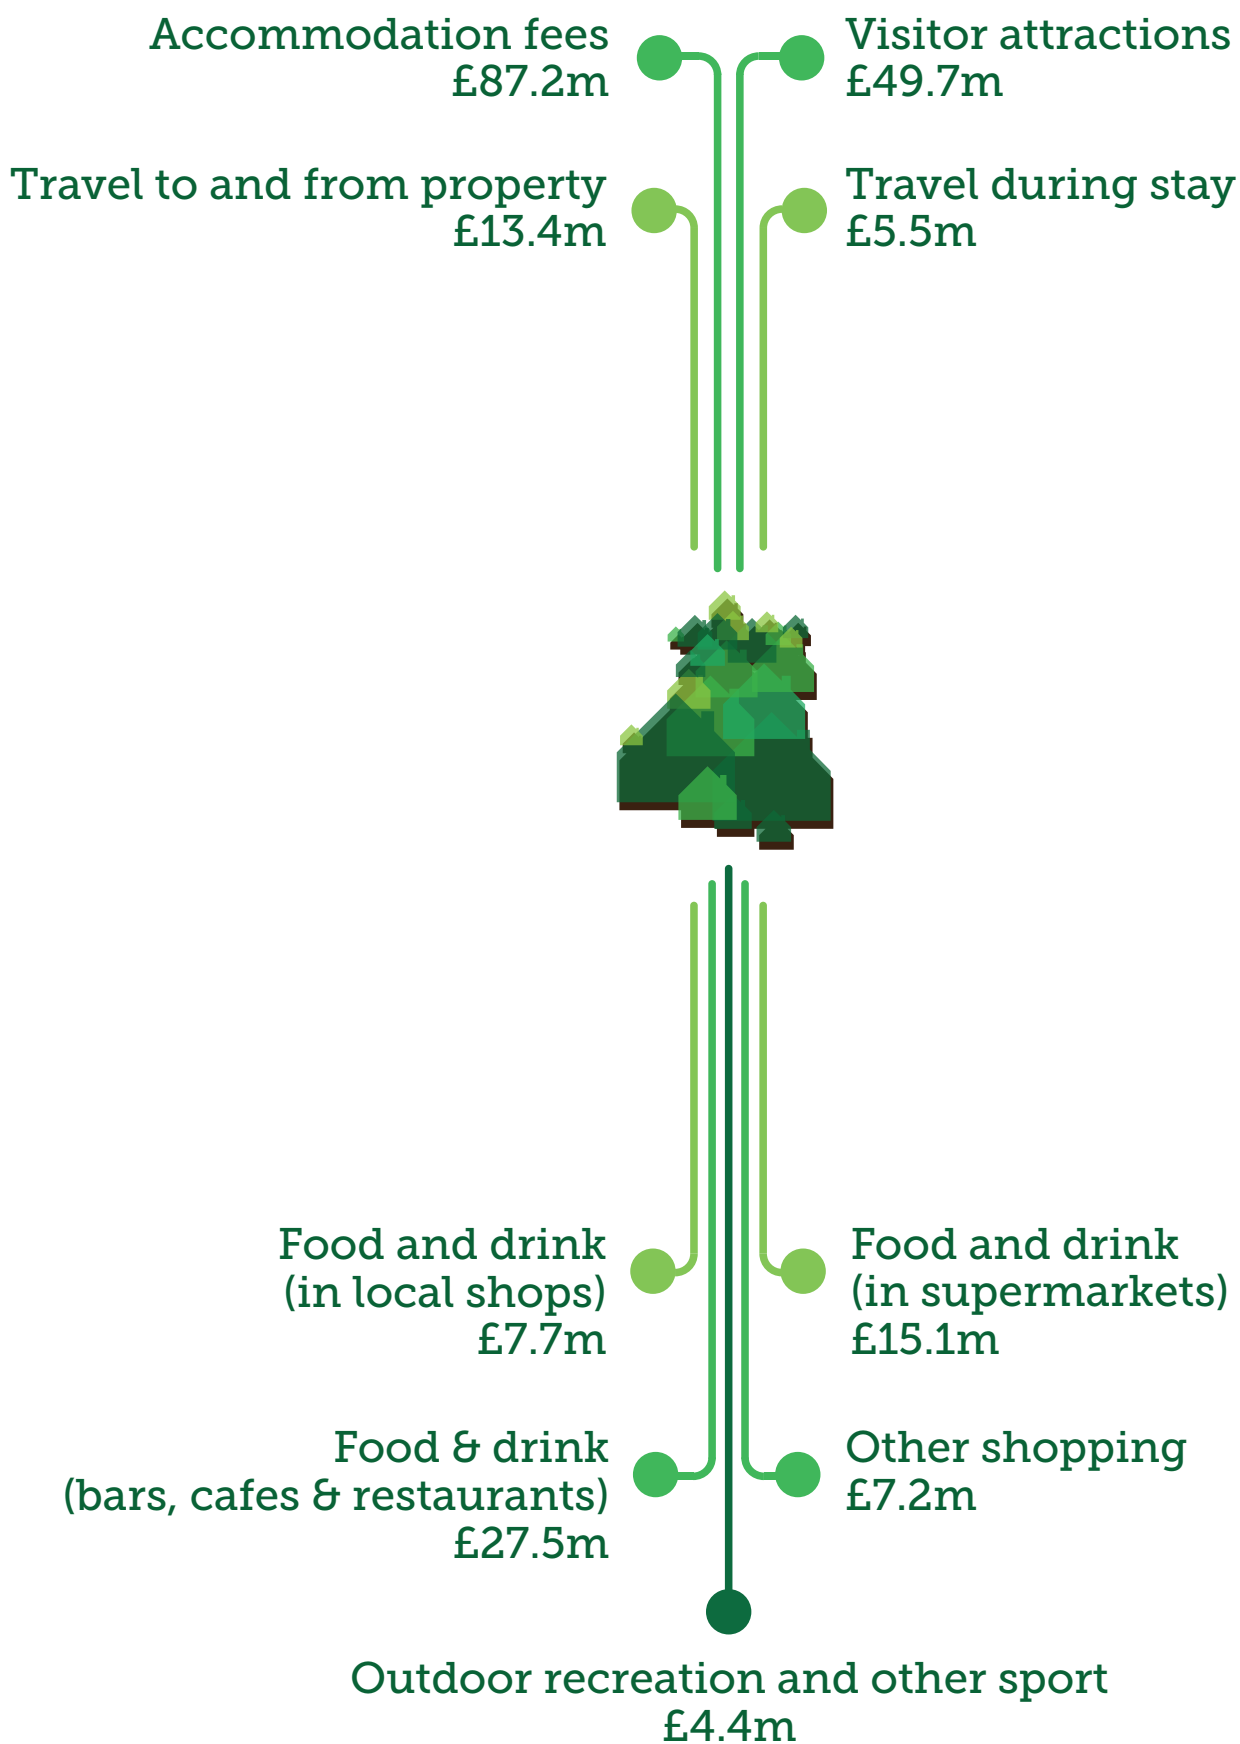 Accommodation fees
£87.2m
Visitor attractions
£49.7m
Travel to and from property
£13.4m
Travel during stay
£5.5m
Food and drink
(in local shops)
£7.7m
Food and drink
(in supermarkets)
£15.1m
Food & drink
(bars, cafes & restaurants)
£27.5m
Other shopping
£7.2m
Outdoor recreation and other sport
£4.4m